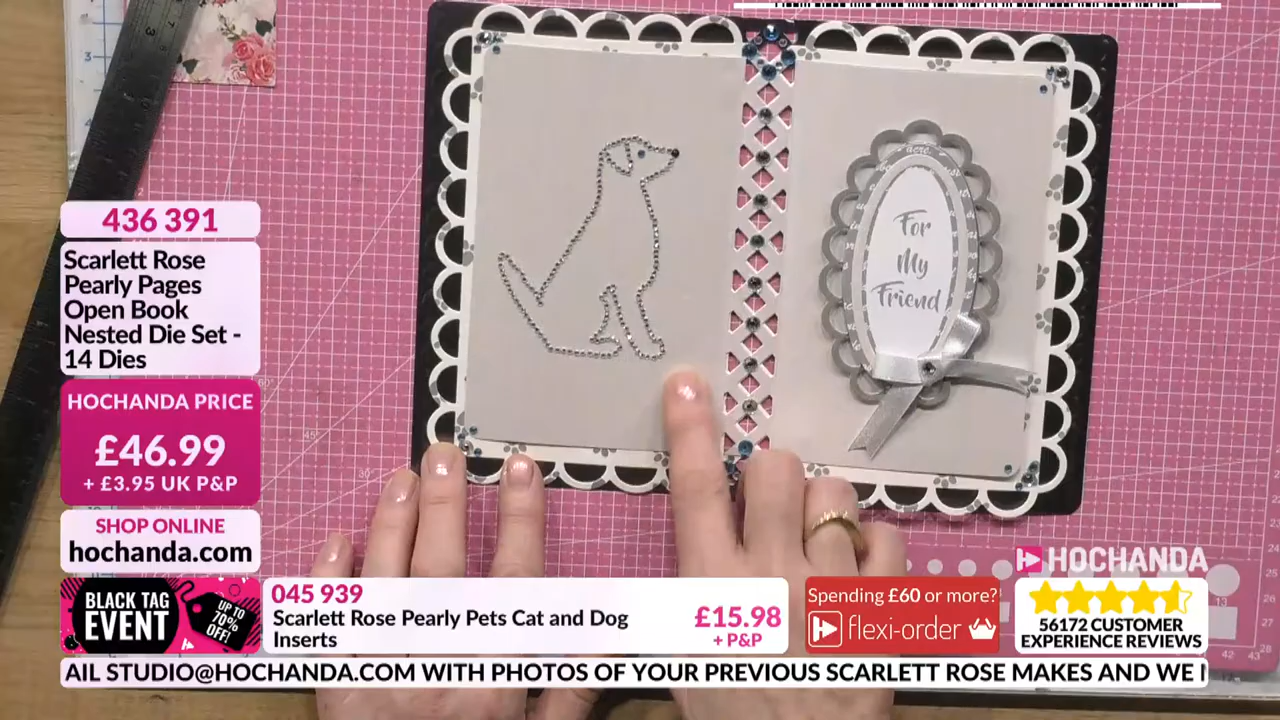 436 391
Scarlett Rose
Pearly Pages
Open Book
Nested Die Set -
14 Dies
HOCHANDA PRICE
£46.99
+ £3.95 UK P&P
SHOP ONLINE
hochanda.com
For
My
Friend
BLACK TAG
EVENT
UP TO
70%
OFF!
045 939
Scarlett Rose Pearly Pets Cat and Dog
Inserts
£15.98
+ P&P
Spending £60 or more?
flexi-order
HOCHANDA
56172 CUSTOMER
EXPERIENCE REVIEWS
AIL STUDIO@HOCHANDA.COM WITH PHOTOS OF YOUR PREVIOUS SCARLETT ROSE MAKES AND WE